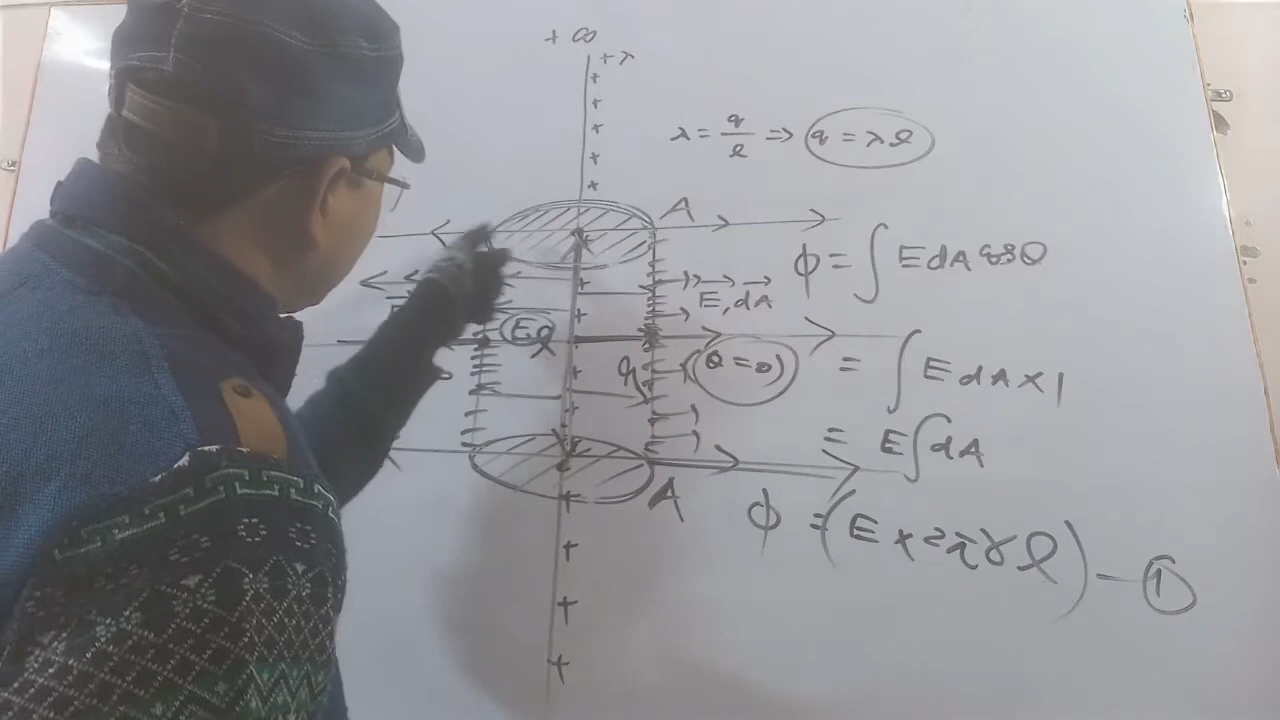 + ∞
+ λ
λ = q/l ⇒ q = λl
A
ϕ = ∫ E dA cosθ
E, dA
(θ = 0)
= ∫ E dA × 1
= E ∫ dA
A
ϕ = (E × 2πrl) — ①